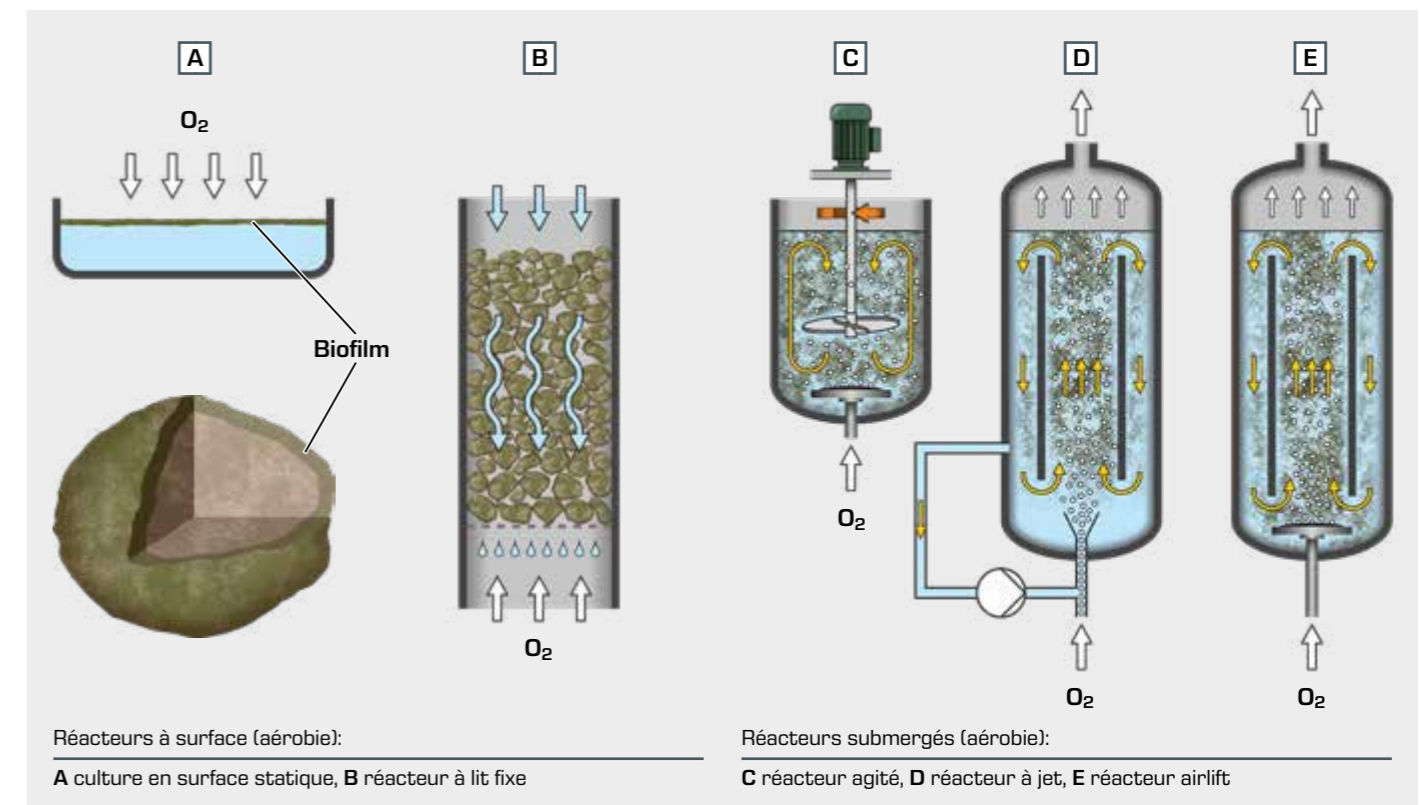 A
B
C
D
E
O₂
Biofilm
O₂
O₂
O₂
O₂
Réacteurs à surface (aérobie):
A culture en surface statique, B réacteur à lit fixe
Réacteurs submergés (aérobie):
C réacteur agité, D réacteur à jet, E réacteur airlift